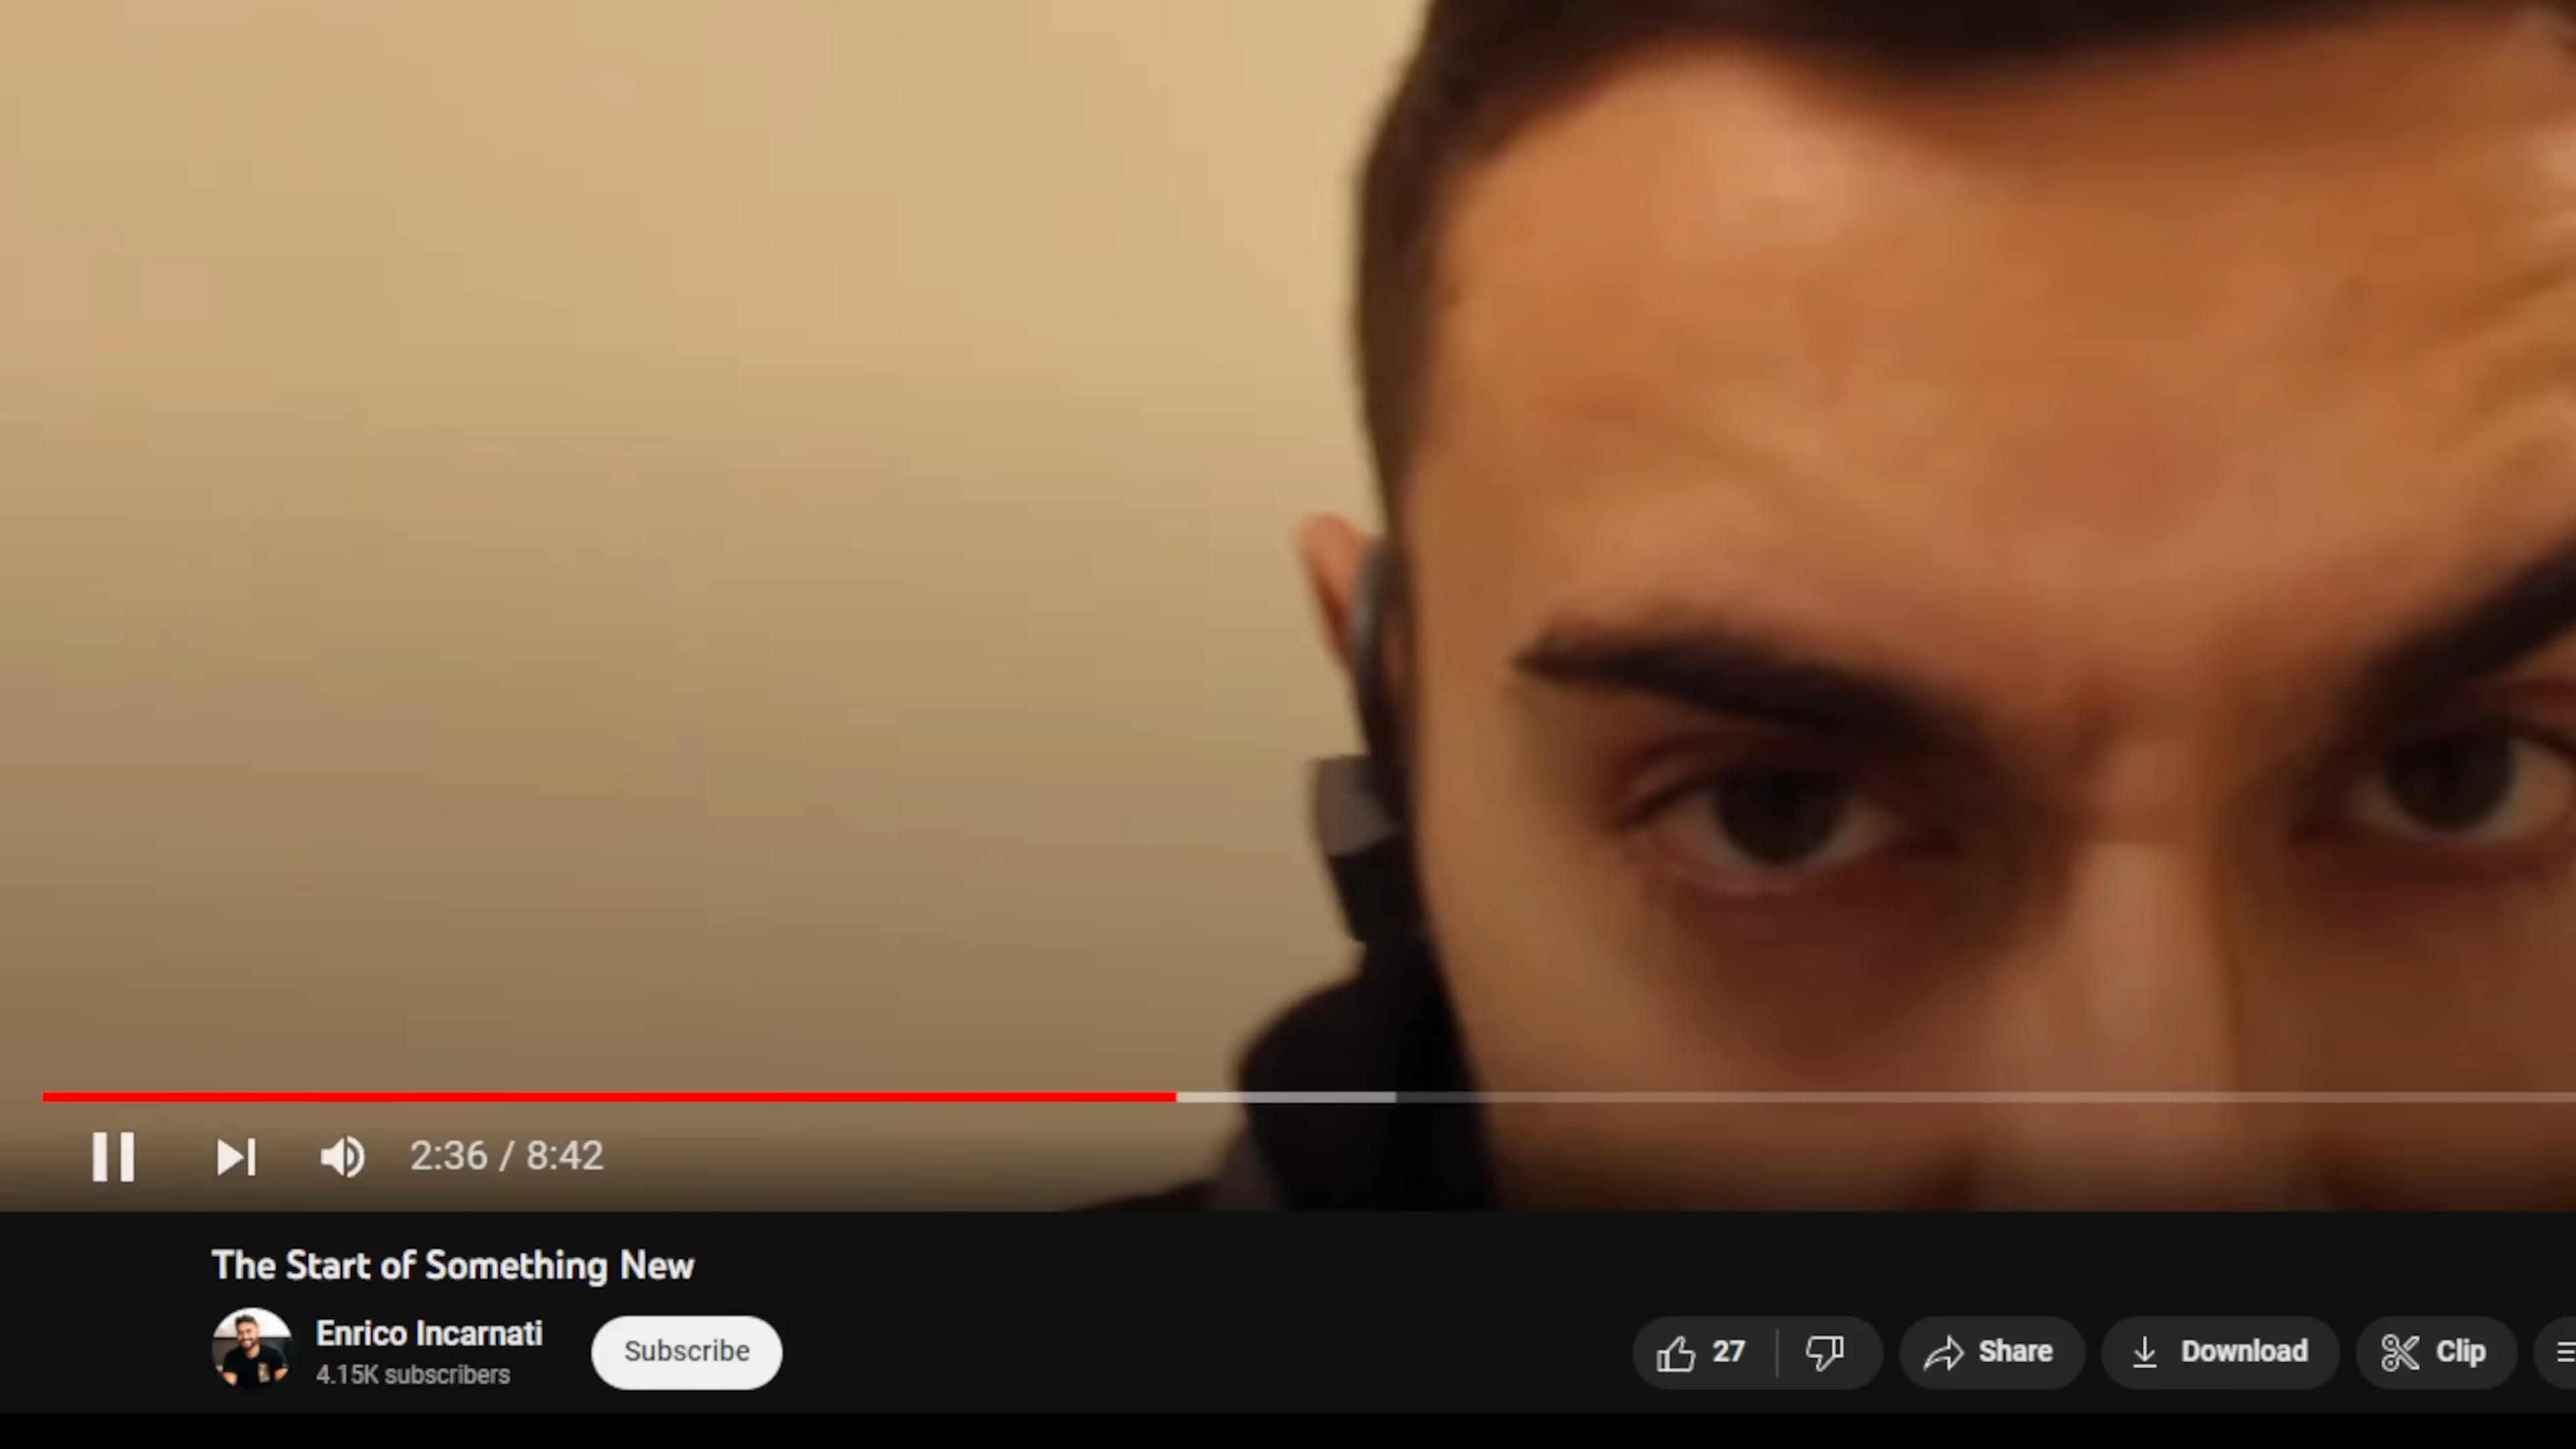 2:36 / 8:42
The Start of Something New
Enrico Incarnati
4.15K subscribers
Subscribe
27
Share
Download
Clip